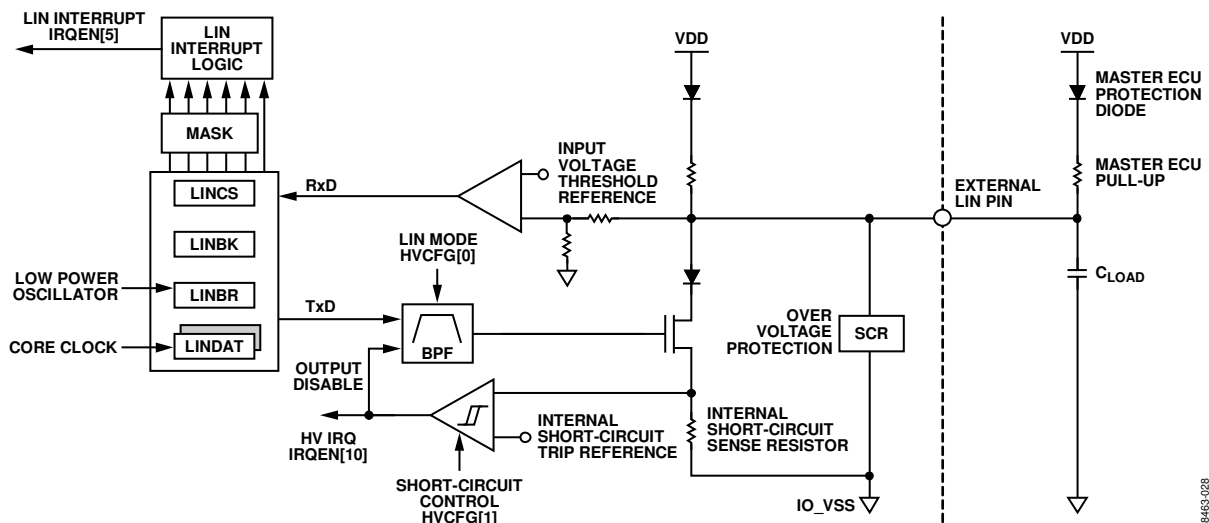 LIN INTERRUPT
IRQEN[5]
LIN
INTERRUPT
LOGIC
MASK
LINCS
LINBK
LINBR
LINDAT
LOW POWER
OSCILLATOR
CORE CLOCK
RxD
TxD
INPUT
VOLTAGE
THRESHOLD
REFERENCE
LIN MODE
HVCFG[0]
BPF
OUTPUT
DISABLE
HV IRQ
IRQEN[10]
SHORT-CIRCUIT
CONTROL
HVCFG[1]
INTERNAL
SHORT-CIRCUIT
TRIP REFERENCE
INTERNAL
SHORT-CIRCUIT
SENSE RESISTOR
VDD
OVER
VOLTAGE
PROTECTION
SCR
IO_VSS
EXTERNAL
LIN PIN
VDD
MASTER ECU
PROTECTION
DIODE
MASTER ECU
PULL-UP
CLOAD
8463-028